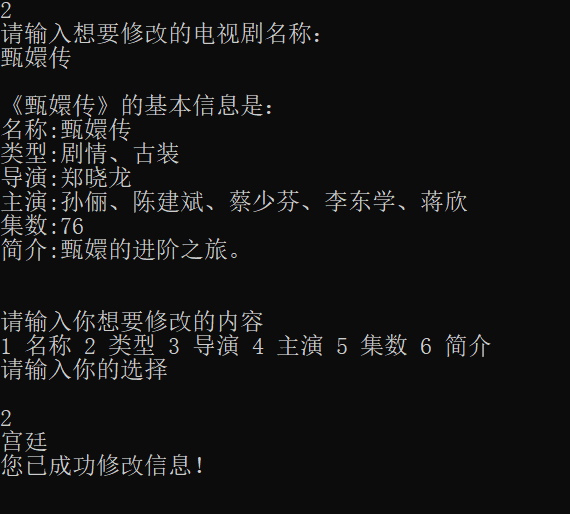 2
请输入想要修改的电视剧名称：
甄嬛传
《甄嬛传》的基本信息是：
名称:甄嬛传
类型:剧情、古装
导演:郑晓龙
主演:孙俪、陈建斌、蔡少芬、李东学、蒋欣
集数:76
简介:甄嬛的进阶之旅。
请输入你想要修改的内容
1 名称 2 类型 3 导演 4 主演 5 集数 6 简介
请输入你的选择
2
宫廷
您已成功修改信息！